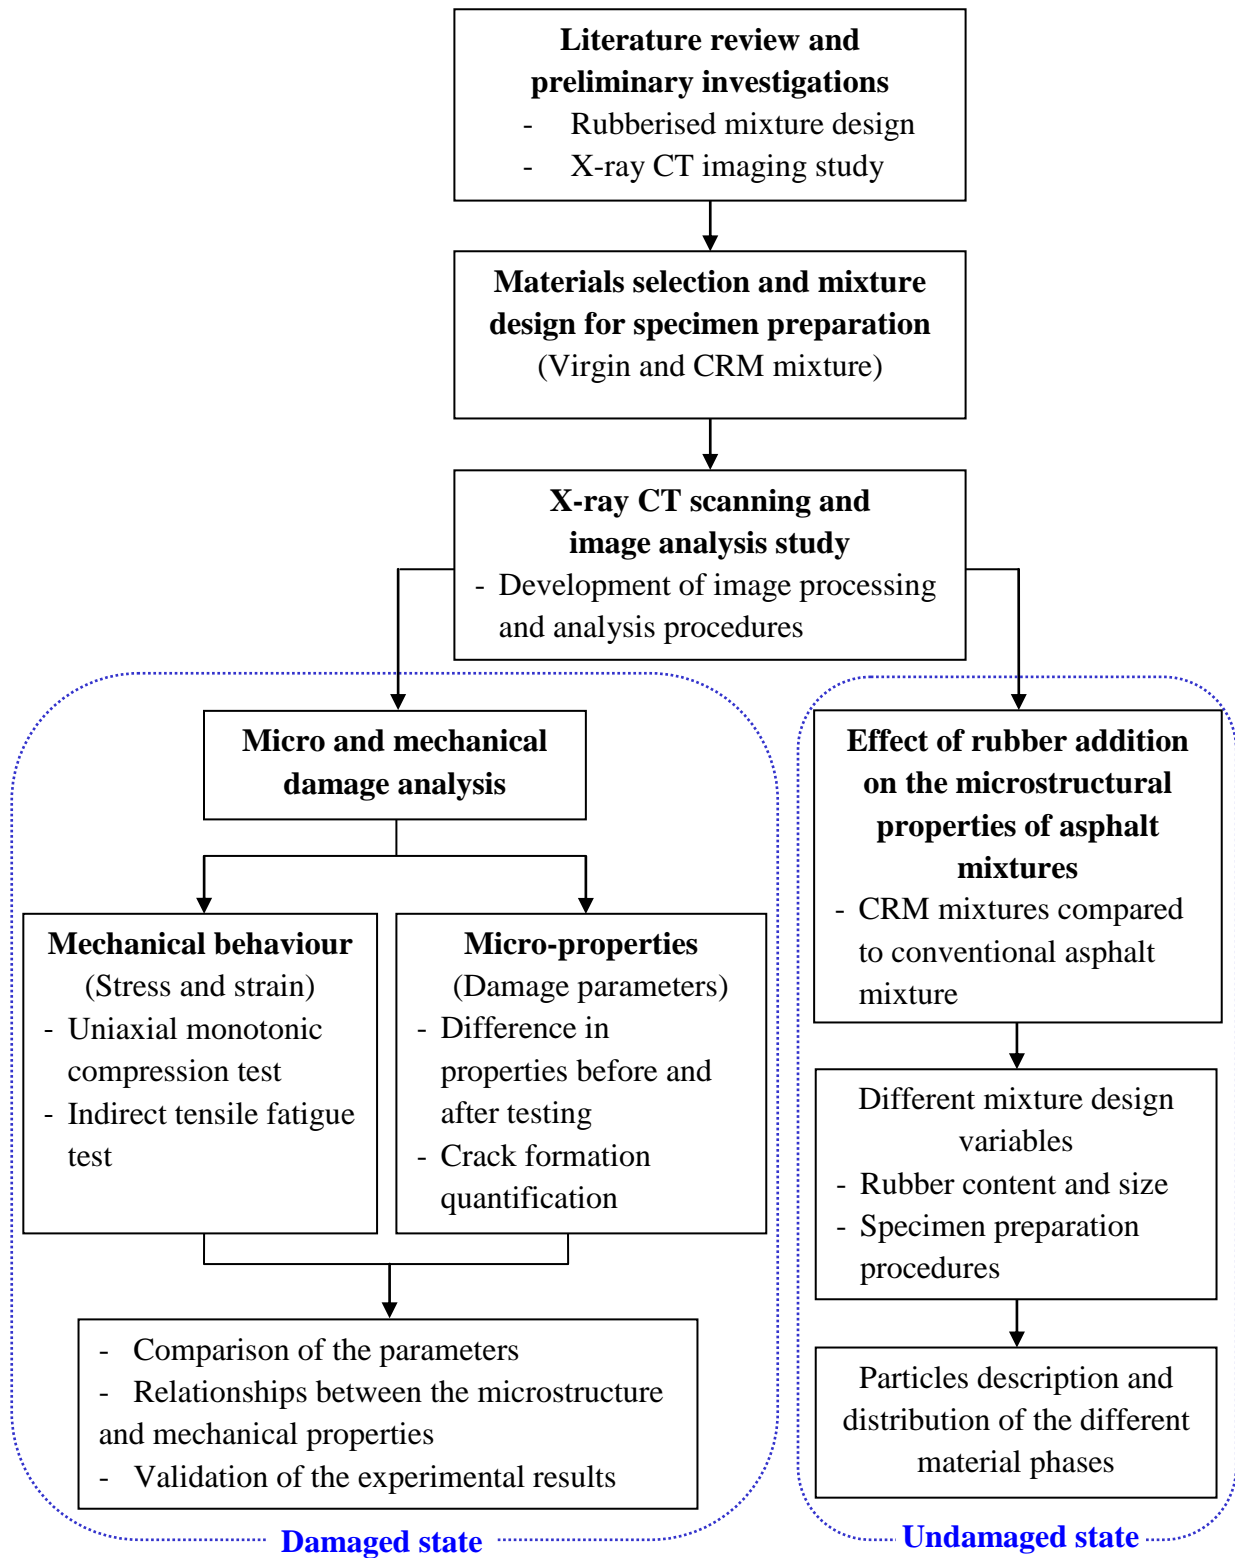 Literature review and
preliminary investigations
- Rubberised mixture design
- X-ray CT imaging study
Materials selection and mixture
design for specimen preparation
(Virgin and CRM mixture)
X-ray CT scanning and
image analysis study
- Development of image processing
and analysis procedures
Micro and mechanical
damage analysis
Mechanical behaviour
(Stress and strain)
- Uniaxial monotonic
compression test
- Indirect tensile fatigue
test
Micro-properties
(Damage parameters)
- Difference in
properties before and
after testing
- Crack formation
quantification
- Comparison of the parameters
- Relationships between the microstructure
and mechanical properties
- Validation of the experimental results
Damaged state
Effect of rubber addition
on the microstructural
properties of asphalt
mixtures
- CRM mixtures compared
to conventional asphalt
mixture
Different mixture design
variables
- Rubber content and size
- Specimen preparation
procedures
Particles description and
distribution of the different
material phases
Undamaged state